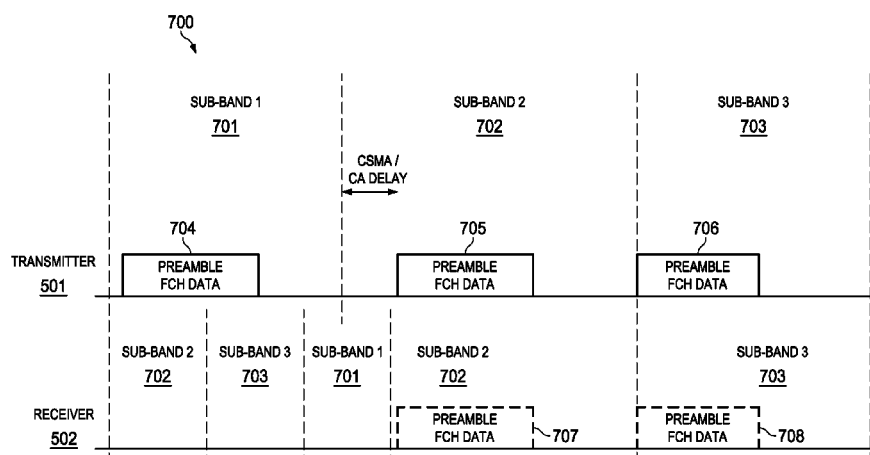 700
SUB-BAND 1
701
SUB-BAND 2
702
SUB-BAND 3
703
CSMA /
CA DELAY
704
705
706
TRANSMITTER
501
PREAMBLE
FCH DATA
PREAMBLE
FCH DATA
PREAMBLE
FCH DATA
SUB-BAND 2
702
SUB-BAND 3
703
SUB-BAND 1
701
SUB-BAND 2
702
SUB-BAND 3
703
RECEIVER
502
PREAMBLE
FCH DATA
707
PREAMBLE
FCH DATA
708